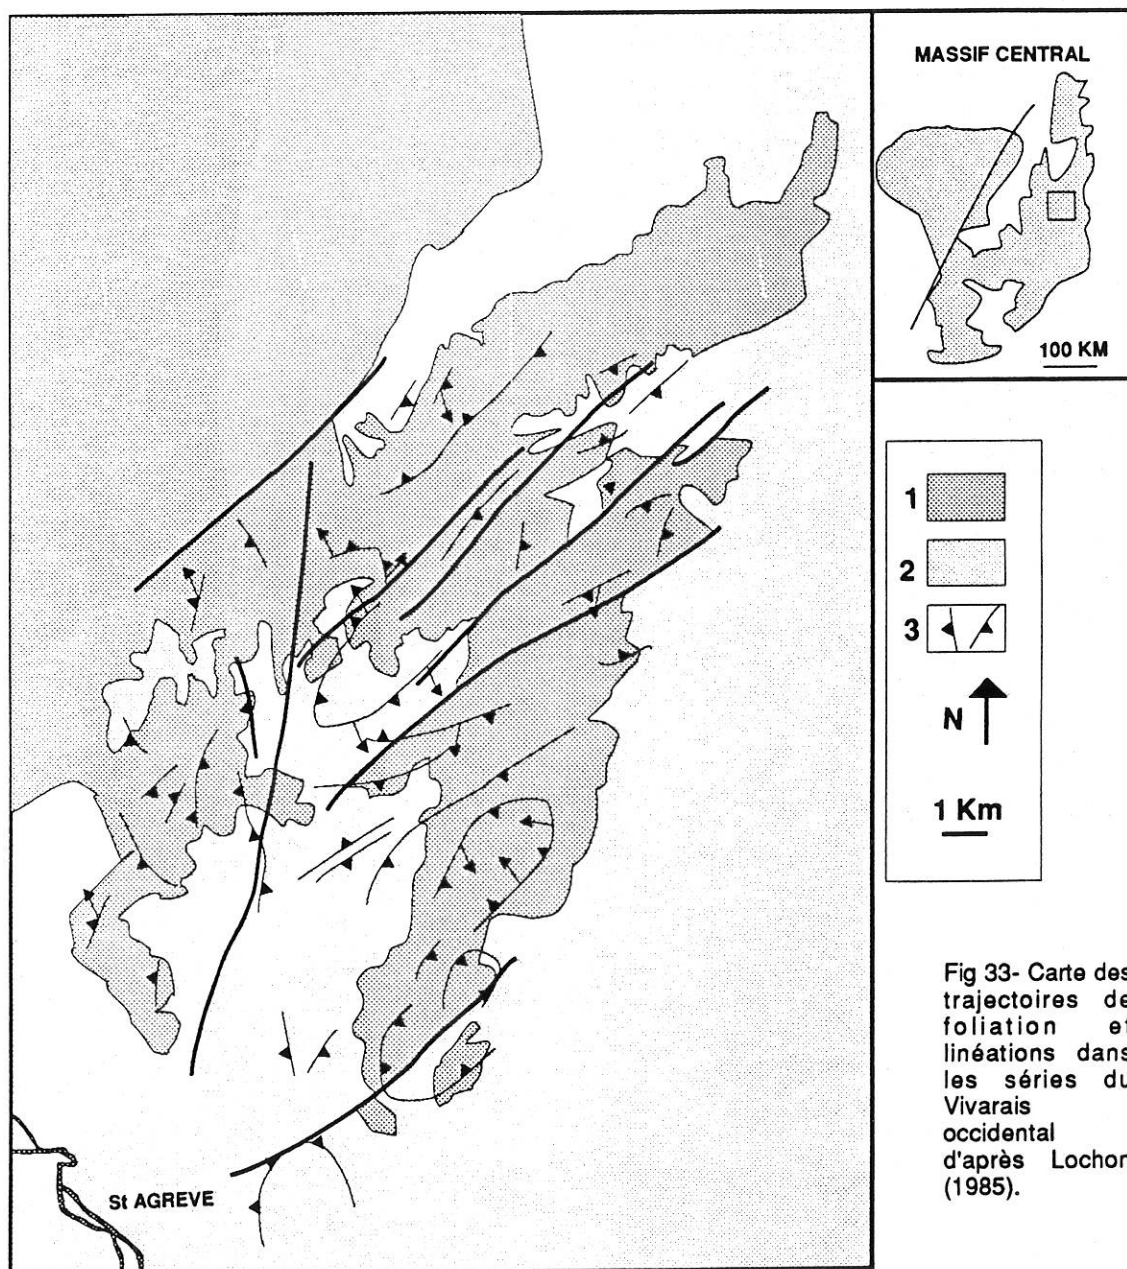 MASSIF CENTRAL
100 KM
1
2
3
N
1 Km
St AGREVE
Fig 33- Carte des
trajectoires de
foliation et
linéations dans
les séries du
Vivarais
occidental
d'après Lochon
(1985).